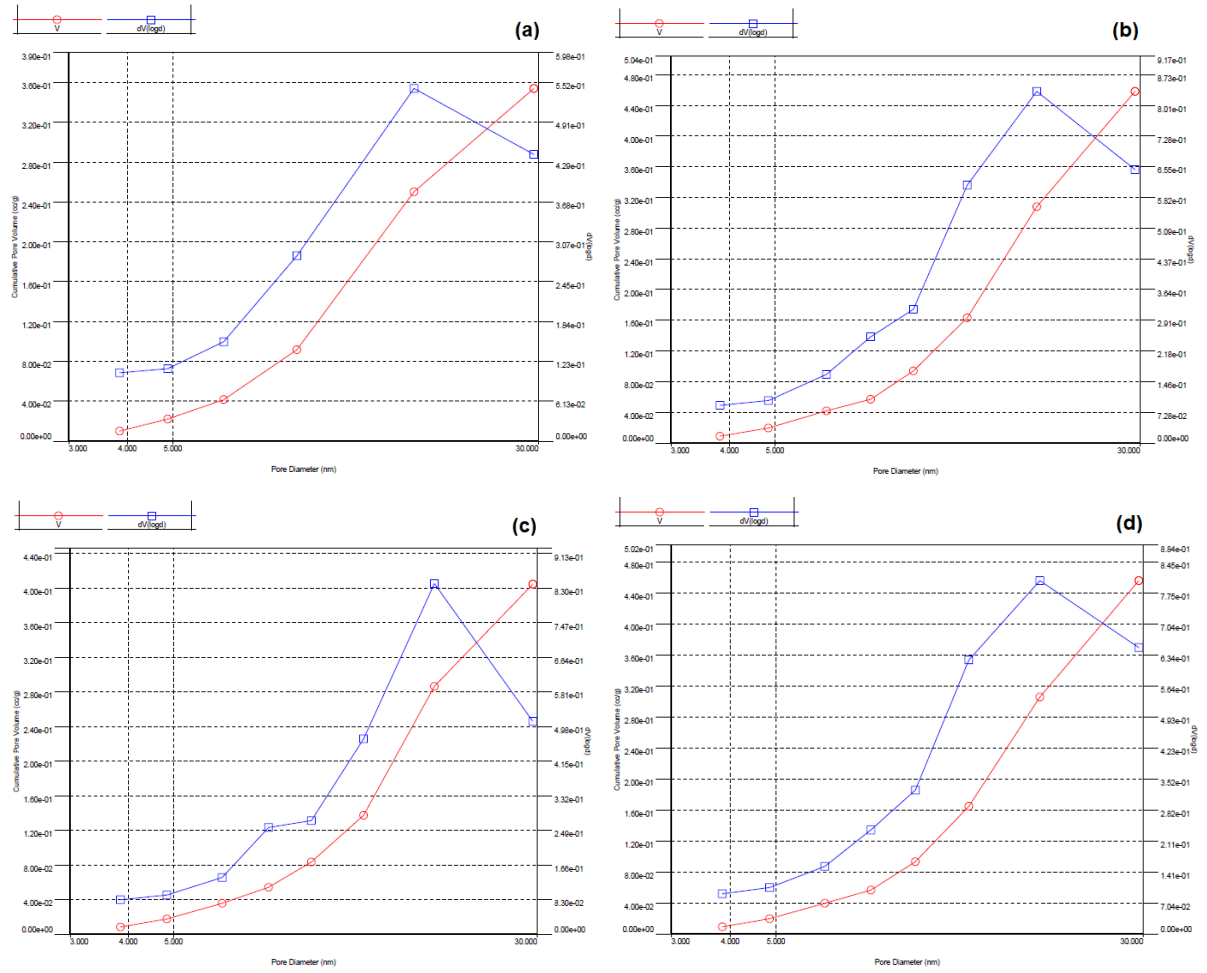 V dV(logd)
(a)
3.90e-01 5.98e-01
3.60e-01 5.52e-01
3.20e-01 4.91e-01
2.80e-01 4.29e-01
2.40e-01 3.68e-01
2.00e-01 3.07e-01
1.60e-01 2.45e-01
1.20e-01 1.84e-01
8.00e-02 1.23e-01
4.00e-02 6.13e-02
0.00e+00 0.00e+00
Cumulative Pore Volume (cc/g)
dV(logd)
3.000 4.000 5.000 30.000
Pore Diameter (nm)
V dV(logd)
(b)
5.04e-01 9.17e-01
4.80e-01 8.73e-01
4.40e-01 8.01e-01
4.00e-01 7.28e-01
3.60e-01 6.55e-01
3.20e-01 5.82e-01
2.80e-01 5.09e-01
2.40e-01 4.37e-01
2.00e-01 3.64e-01
1.60e-01 2.91e-01
1.20e-01 2.18e-01
8.00e-02 1.46e-01
4.00e-02 7.28e-02
0.00e+00 0.00e+00
Cumulative Pore Volume (cc/g)
dV(logd)
3.000 4.000 5.000 30.000
Pore Diameter (nm)
V dV(logd)
(c)
4.40e-01 9.13e-01
4.00e-01 8.30e-01
3.60e-01 7.47e-01
3.20e-01 6.64e-01
2.80e-01 5.81e-01
2.40e-01 4.98e-01
2.00e-01 4.15e-01
1.60e-01 3.32e-01
1.20e-01 2.49e-01
8.00e-02 1.66e-01
4.00e-02 8.30e-02
0.00e+00 0.00e+00
Cumulative Pore Volume (cc/g)
dV(logd)
3.000 4.000 5.000 30.000
Pore Diameter (nm)
V dV(logd)
(d)
5.02e-01 8.84e-01
4.80e-01 8.45e-01
4.40e-01 7.75e-01
4.00e-01 7.04e-01
3.60e-01 6.34e-01
3.20e-01 5.64e-01
2.80e-01 4.93e-01
2.40e-01 4.23e-01
2.00e-01 3.52e-01
1.60e-01 2.82e-01
1.20e-01 2.11e-01
8.00e-02 1.41e-01
4.00e-02 7.04e-02
0.00e+00 0.00e+00
Cumulative Pore Volume (cc/g)
dV(logd)
3.000 4.000 5.000 30.000
Pore Diameter (nm)